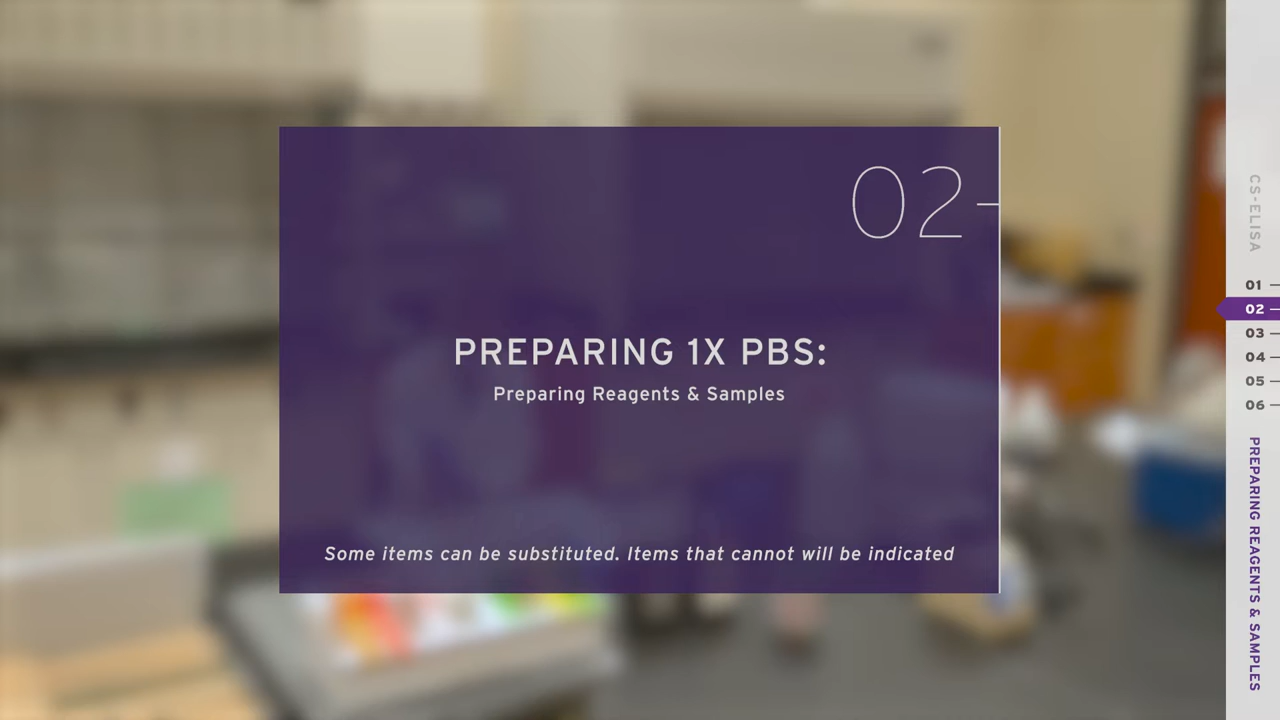 02-
PREPARING 1X PBS:
Preparing Reagents & Samples
Some items can be substituted. Items that cannot will be indicated
CS-ELISA
01 —
02 —
03 —
04 —
05 —
06 —
PREPARING REAGENTS & SAMPLES